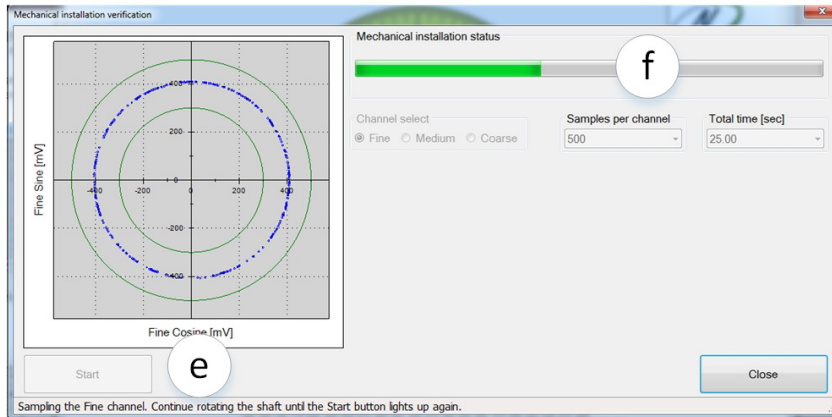 Mechanical installation verification
Mechanical installation status
f
Channel select
Fine Medium Coarse
Samples per channel
500
Total time [sec]
25.00
Fine Sine [mV]
400
200
-400 -200 0 200 400
-200
-400
Fine Cosine [mV]
Start
e
Close
Sampling the Fine channel. Continue rotating the shaft until the Start button lights up again.